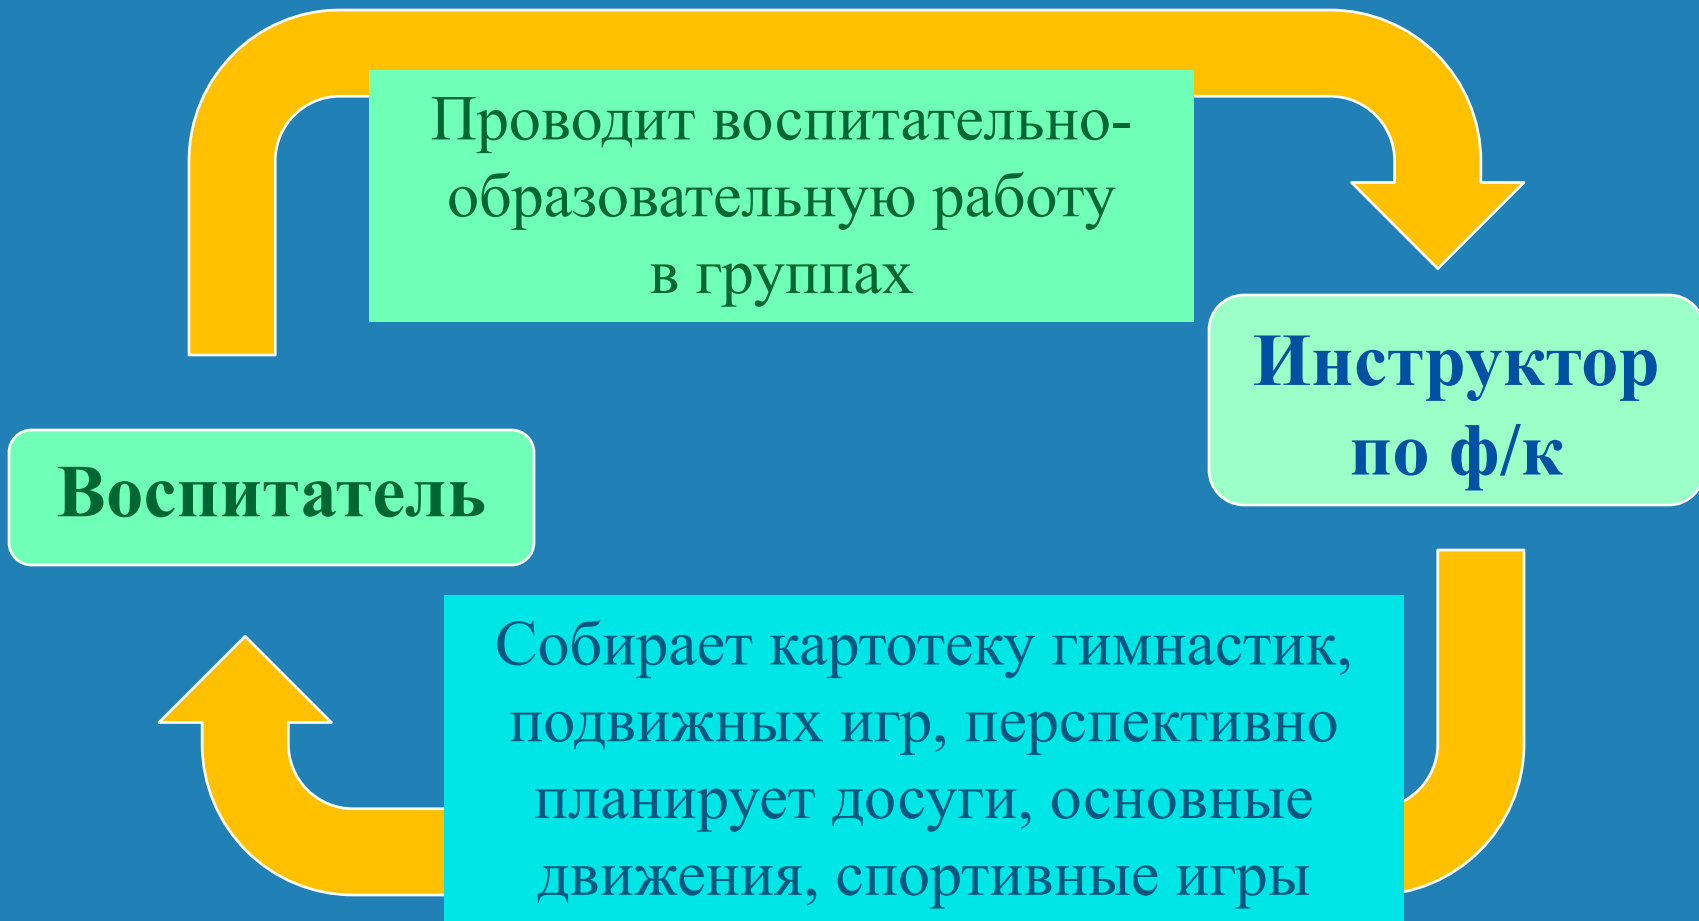 Проводит воспитательно-
образовательную работу
в группах
Инструктор
по ф/к
Воспитатель
Собирает картотеку гимнастик,
подвижных игр, перспективно
планирует досуги, основные
движения, спортивные игры